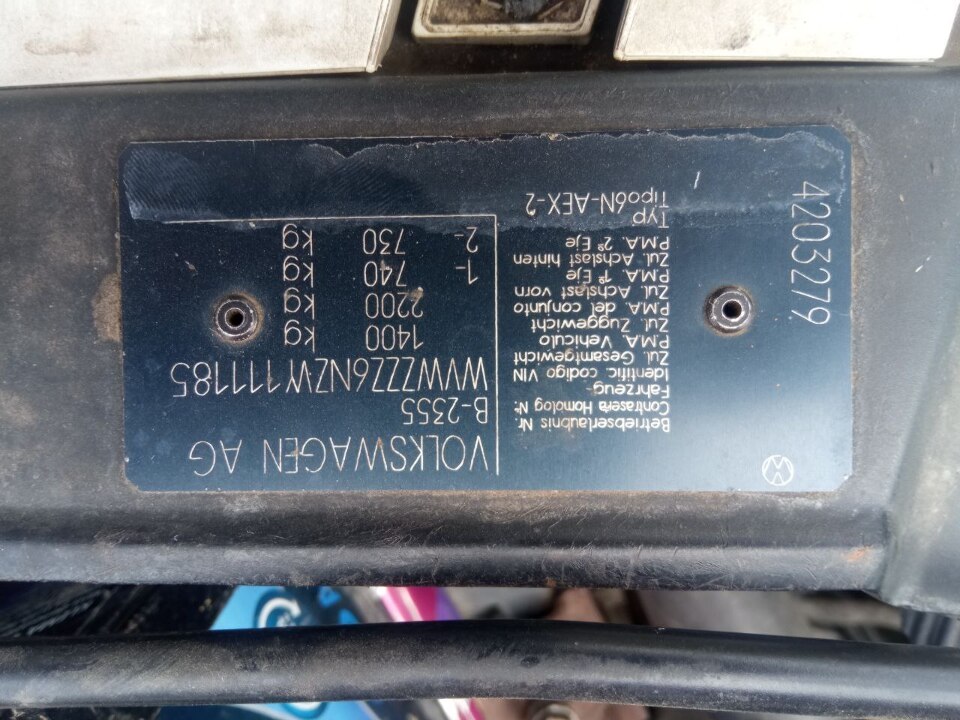 VOLKSWAGEN AG
Betriebserlaubnis Nr.
Contraseña Homolog Nº
B-2355
Fahrzeug-
Identific. codigo VIN
WVWZZZ6NZW111185
Zul. Gesamtgewicht
P.M.A. Vehiculo
1400 kg
Zul. Zuggewicht
P.M.A. del conjunto
2200 kg
Zul. Achslast vorn
P.M.A. 1º Eje
1- 740 kg
Zul. Achslast hinten
P.M.A. 2º Eje
2- 730 kg
Typ
Tipo6N-AEX-2
4203279